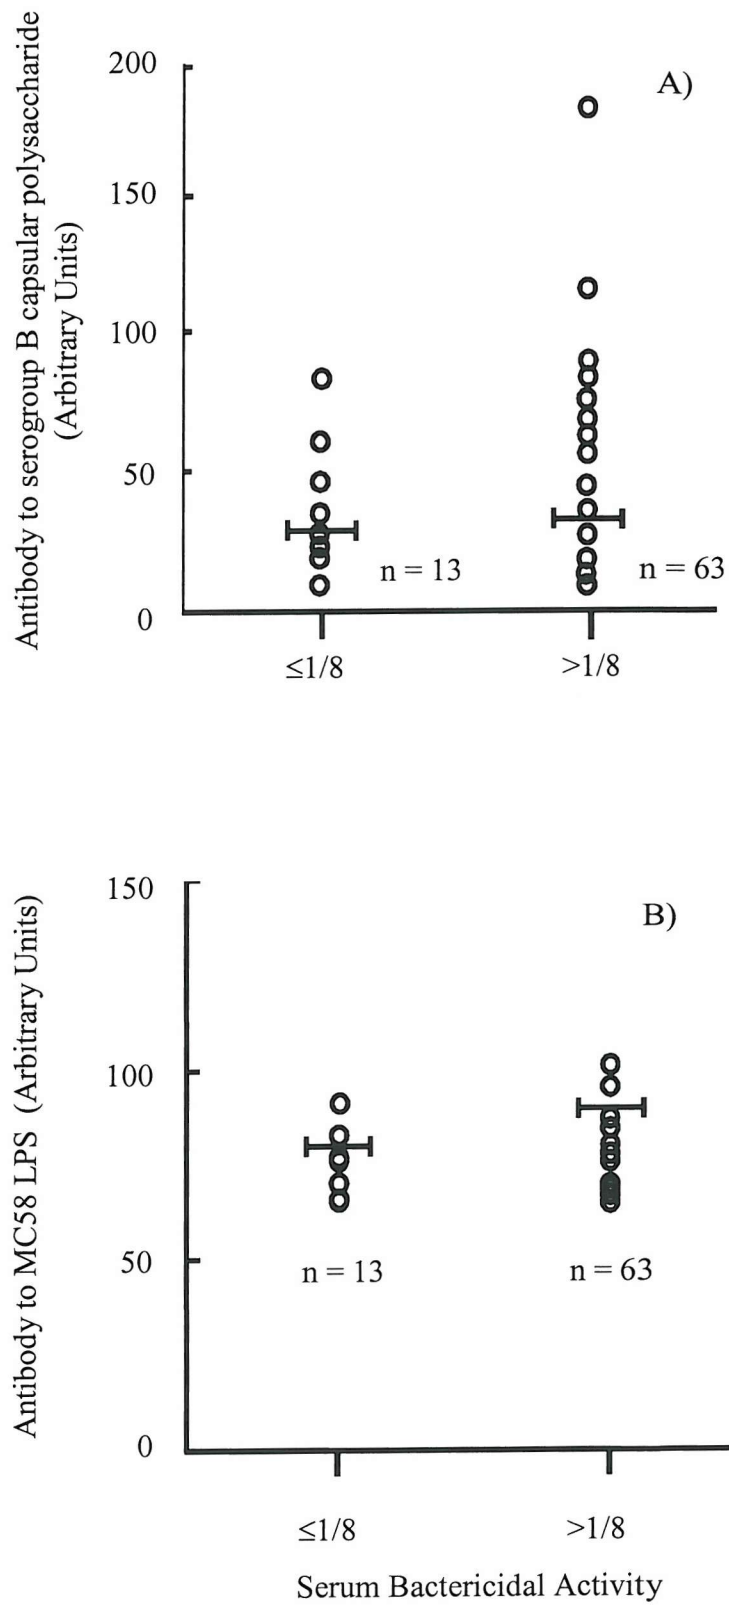 Antibody to serogroup B capsular polysaccharide
(Arbitrary Units)
200
A)
150
100
50
n = 13
n = 63
0
≤1/8
>1/8
Antibody to MC58 LPS (Arbitrary Units)
150
B)
100
50
n = 13
n = 63
0
≤1/8
>1/8
Serum Bactericidal Activity